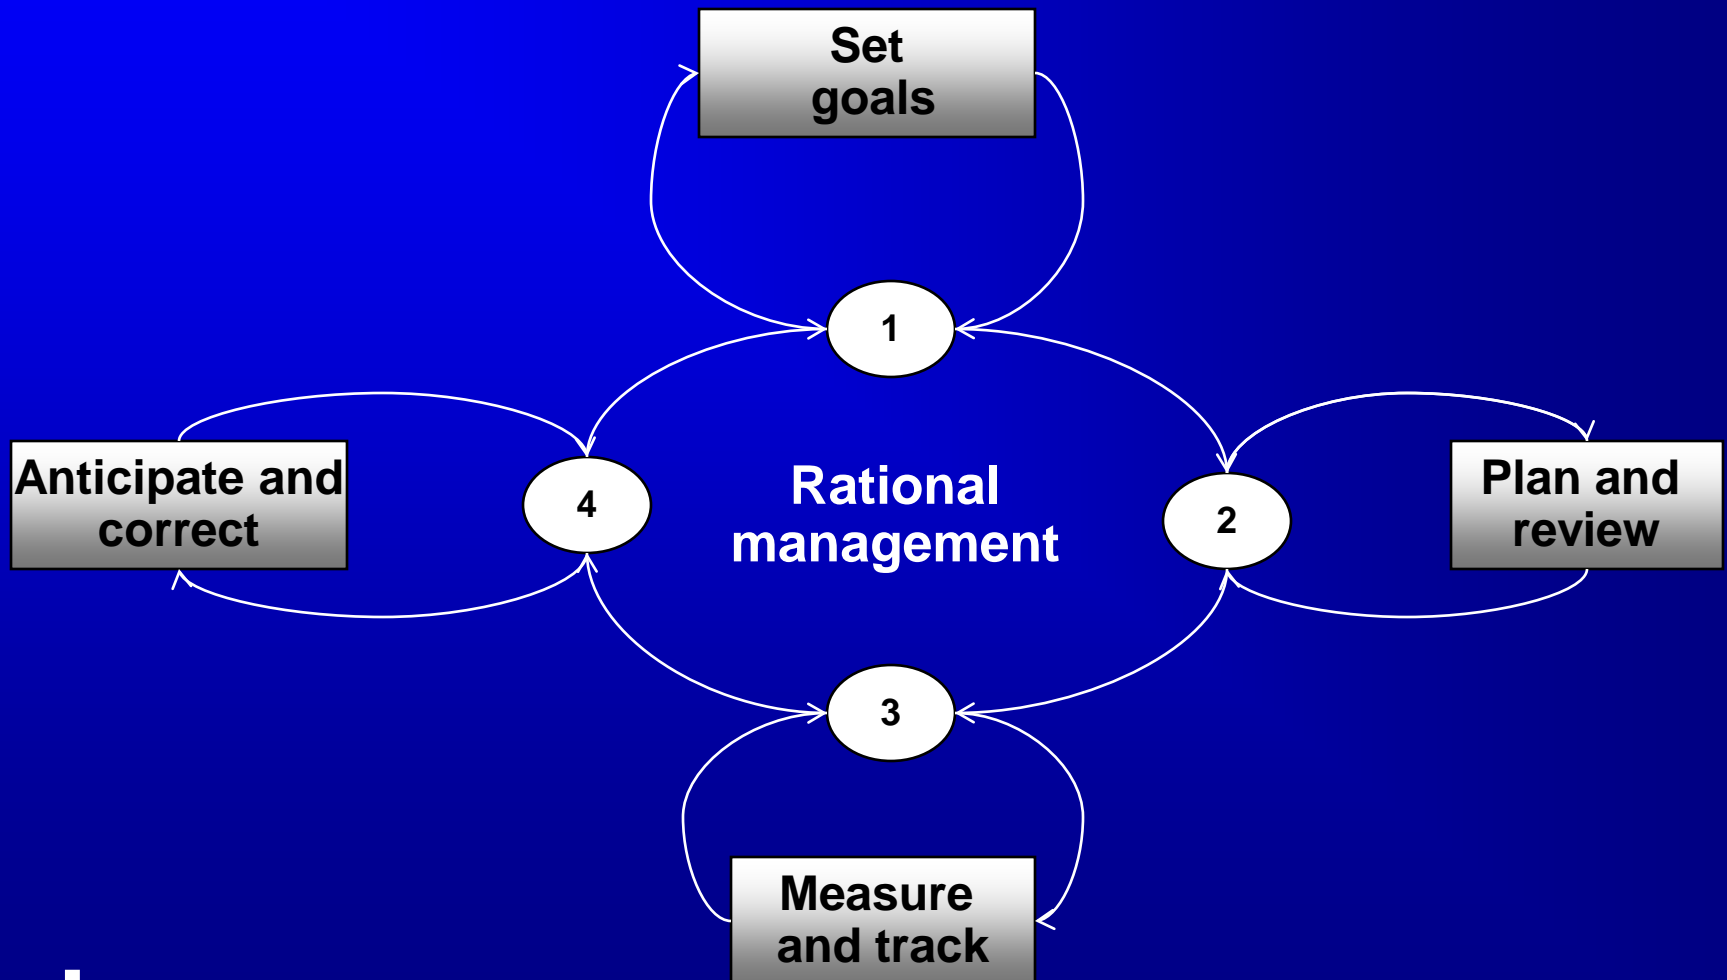 Set
goals
1
Anticipate and
correct
4
Rational
management
2
Plan and
review
3
Measure
and track